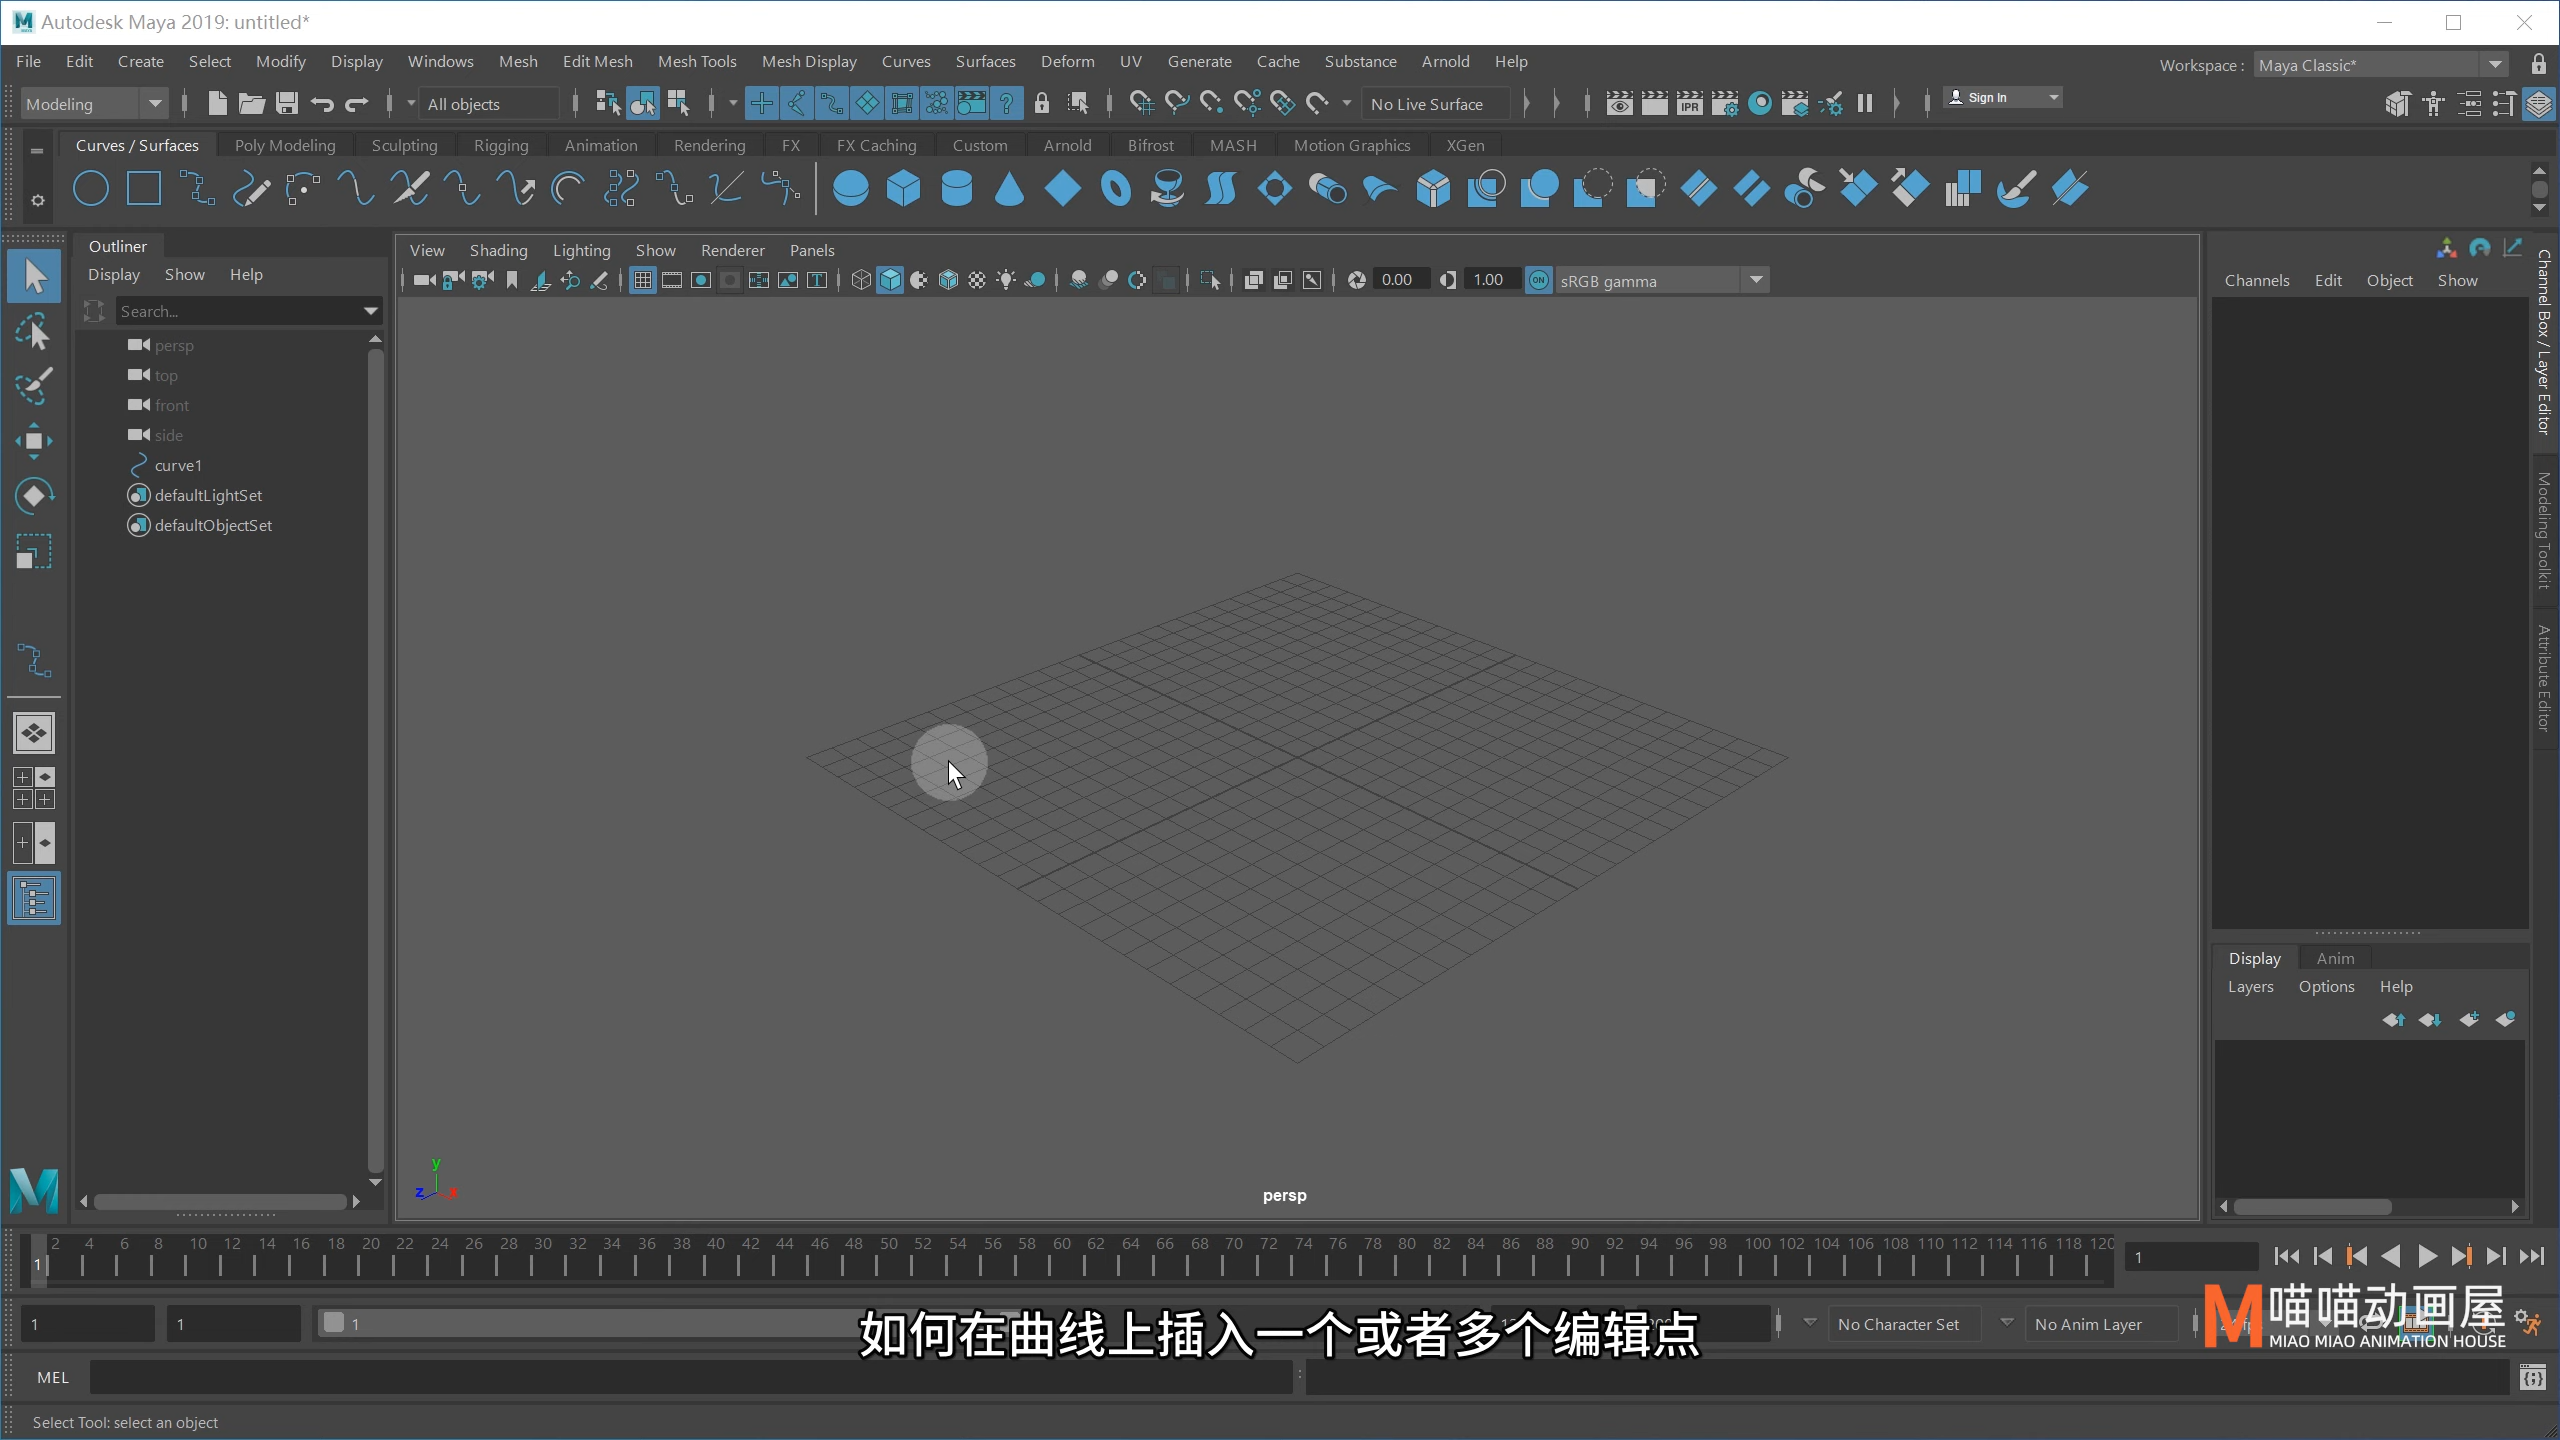 Autodesk Maya 2019: untitled*
File Edit Create Select Modify Display Windows Mesh Edit Mesh Mesh Tools Mesh Display Curves Surfaces Deform UV Generate Cache Substance Arnold Help Workspace : Maya Classic*
Modeling All objects No Live Surface IPR Sign In
Curves / Surfaces Poly Modeling Sculpting Rigging Animation Rendering FX FX Caching Custom Arnold Bifrost MASH Motion Graphics XGen
Outliner
Display Show Help
Search...
persp
top
front
side
curve1
defaultLightSet
defaultObjectSet
View Shading Lighting Show Renderer Panels
0.00 1.00 ON sRGB gamma
y
z x
persp
Channels Edit Object Show
Channel Box / Layer Editor
Modeling Toolkit
Attribute Editor
Display Anim
Layers Options Help
1 2 4 6 8 10 12 14 16 18 20 22 24 26 28 30 32 34 36 38 40 42 44 46 48 50 52 54 56 58 60 62 64 66 68 70 72 74 76 78 80 82 84 86 88 90 92 94 96 98 100 102 104 106 108 110 112 114 116 118 120 1
1 1 1 No Character Set No Anim Layer
如何在曲线上插入一个或者多个编辑点
喵喵动画屋
MIAO MIAO ANIMATION HOUSE
MEL
Select Tool: select an object